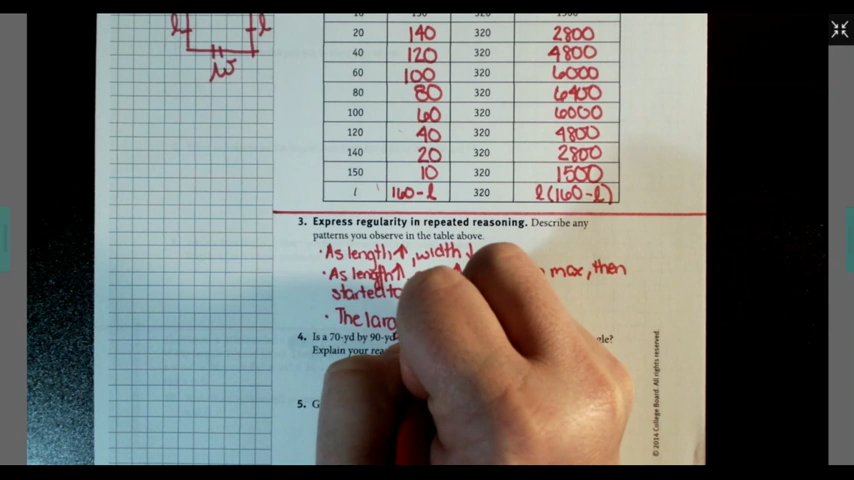 l l
w
20 140 320 2800
40 120 320 4800
60 100 320 6000
80 80 320 6400
100 60 320 6000
120 40 320 4800
140 20 320 2800
150 10 320 1500
l 160-l 320 l(160-l)
3. Express regularity in repeated reasoning. Describe any
patterns you observe in the table above.
· As length↑, width ↓
· As length↑ max, then
started to
· The larg
4. Is a 70-yd by 90-yd
Explain your
5.
© 2014 College Board. All rights reserved.